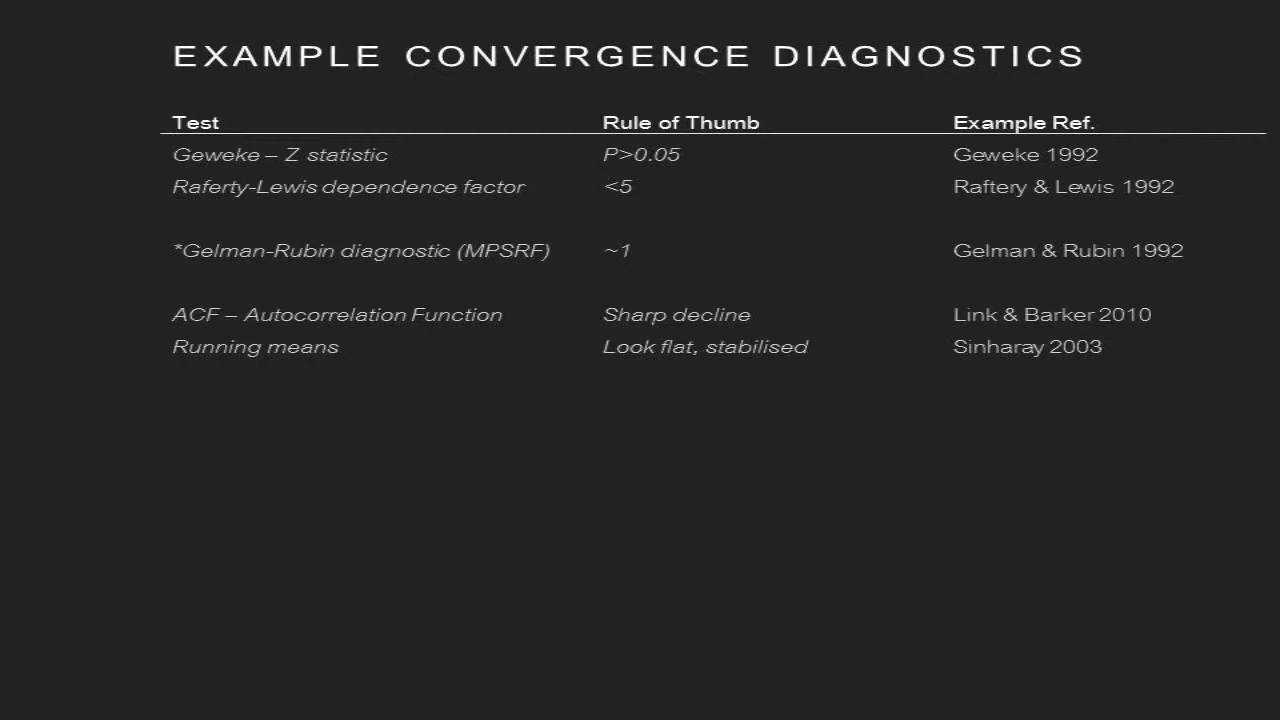 EXAMPLE CONVERGENCE DIAGNOSTICS
Test Rule of Thumb Example Ref.
Geweke – Z statistic P>0.05 Geweke 1992
Raferty-Lewis dependence factor <5 Raftery & Lewis 1992
*Gelman-Rubin diagnostic (MPSRF) ~1 Gelman & Rubin 1992
ACF – Autocorrelation Function Sharp decline Link & Barker 2010
Running means Look flat, stabilised Sinharay 2003